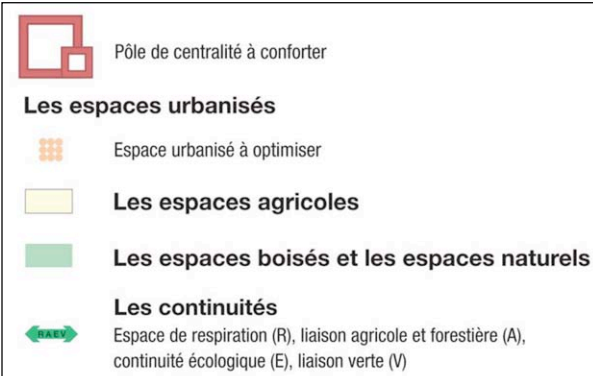 Pôle de centralité à conforter
Les espaces urbanisés
Espace urbanisé à optimiser
Les espaces agricoles
Les espaces boisés et les espaces naturels
Les continuités
RAEV
Espace de respiration (R), liaison agricole et forestière (A),
continuité écologique (E), liaison verte (V)